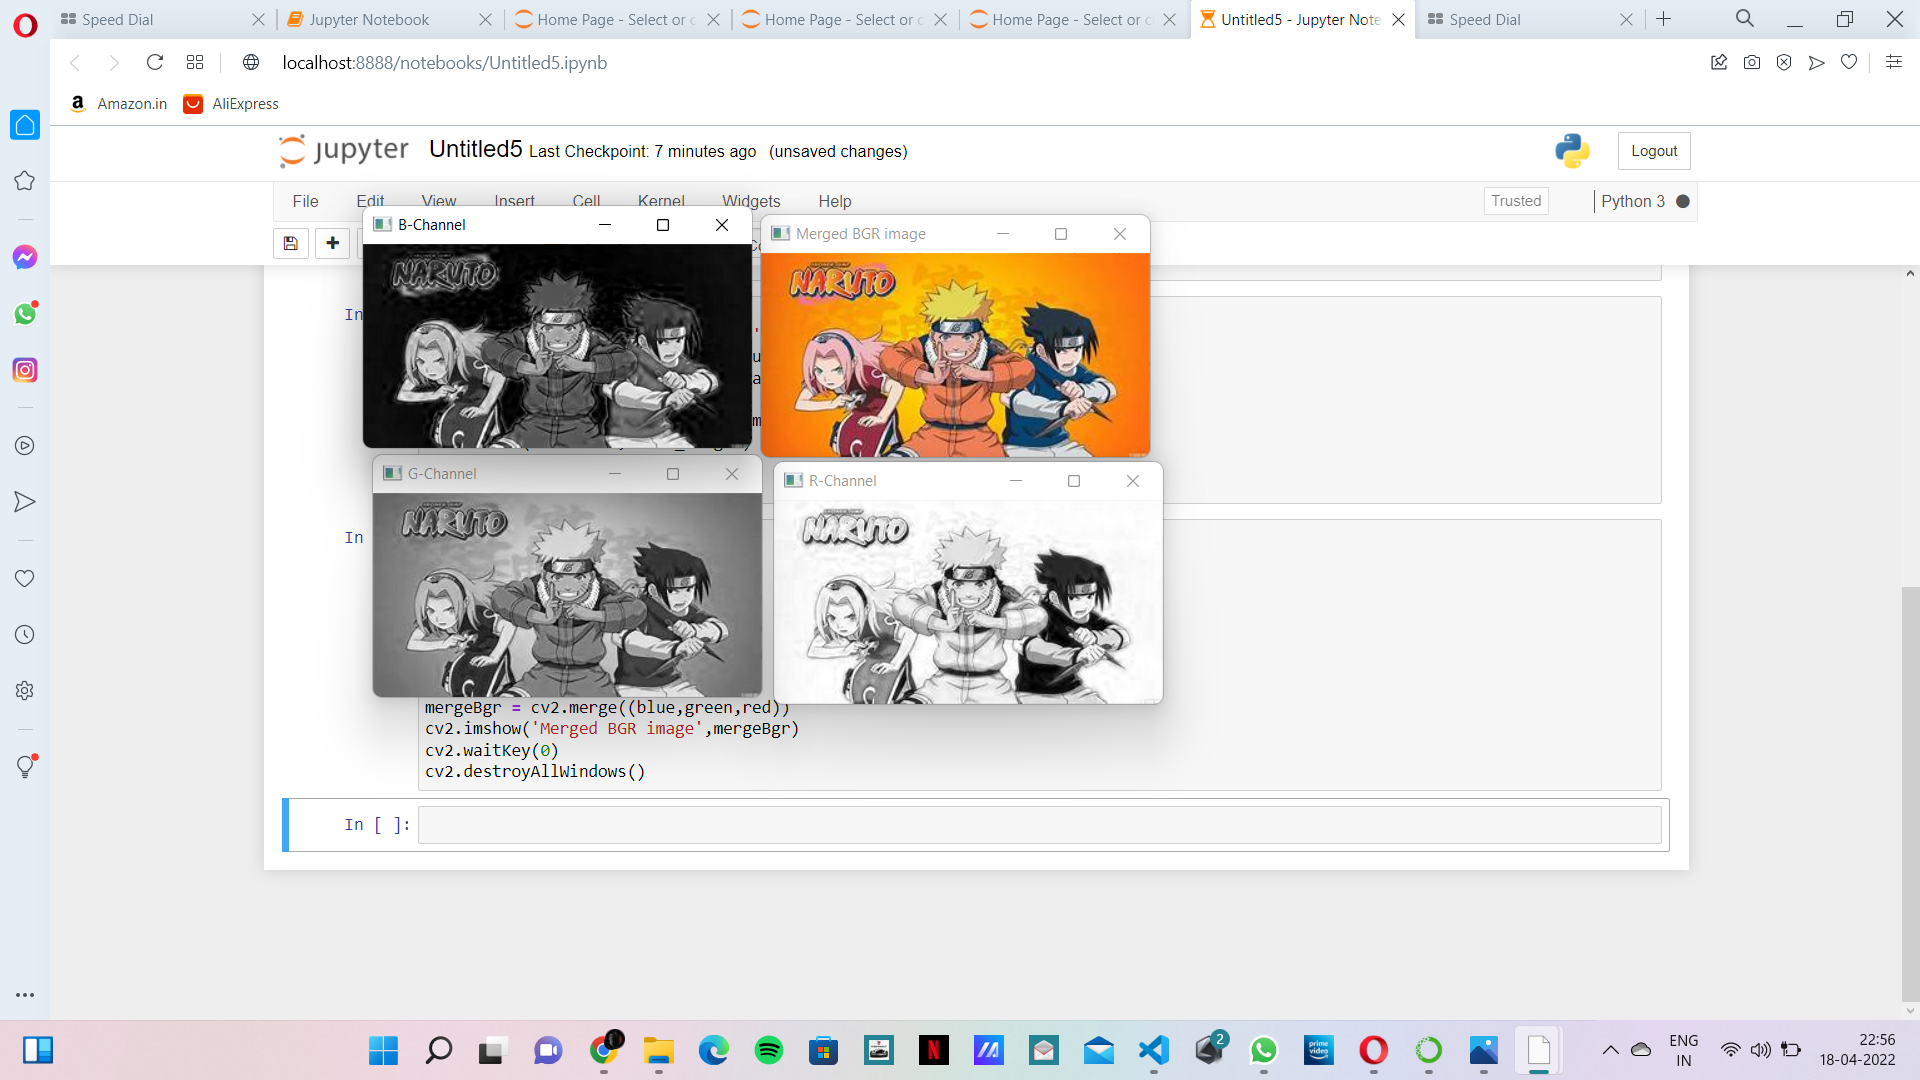 Speed Dial
Jupyter Notebook
Home Page - Select or c
Home Page - Select or c
Home Page - Select or c
Untitled5 - Jupyter Note
Speed Dial
localhost:8888/notebooks/Untitled5.ipynb
Amazon.in
AliExpress
jupyter
Untitled5 Last Checkpoint: 7 minutes ago (unsaved changes)
Logout
File
Edit
View
Insert
Cell
Kernel
Widgets
Help
Trusted
Python 3
B-Channel
Merged BGR image
NARUTO
NARUTO
In
G-Channel
R-Channel
NARUTO
NARUTO
In
mergeBgr = cv2.merge((blue,green,red))
cv2.imshow('Merged BGR image',mergeBgr)
cv2.waitKey(0)
cv2.destroyAllWindows()
In [ ]:
2
prime video
ENG
IN
22:56
18-04-2022